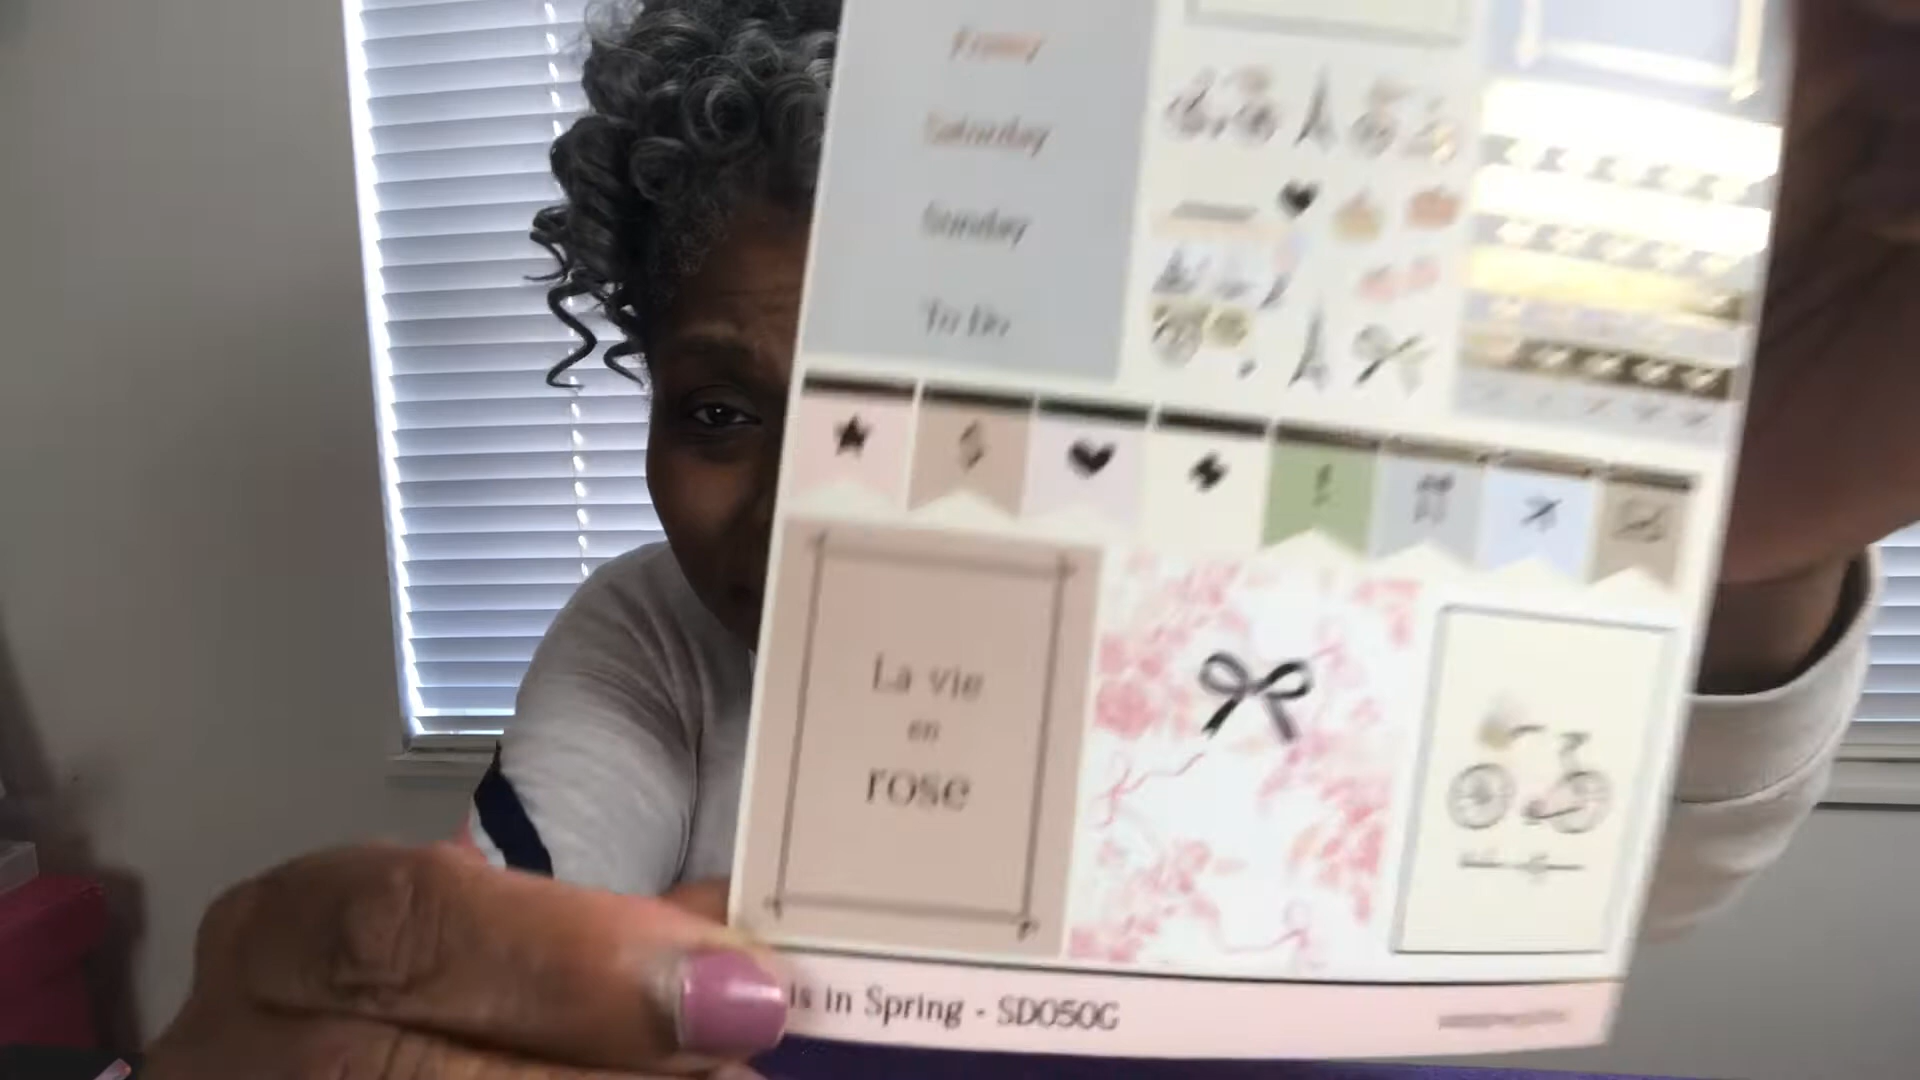 Friday
Saturday
Sunday
To Do
La vie
en
rose
is in Spring - SD050G